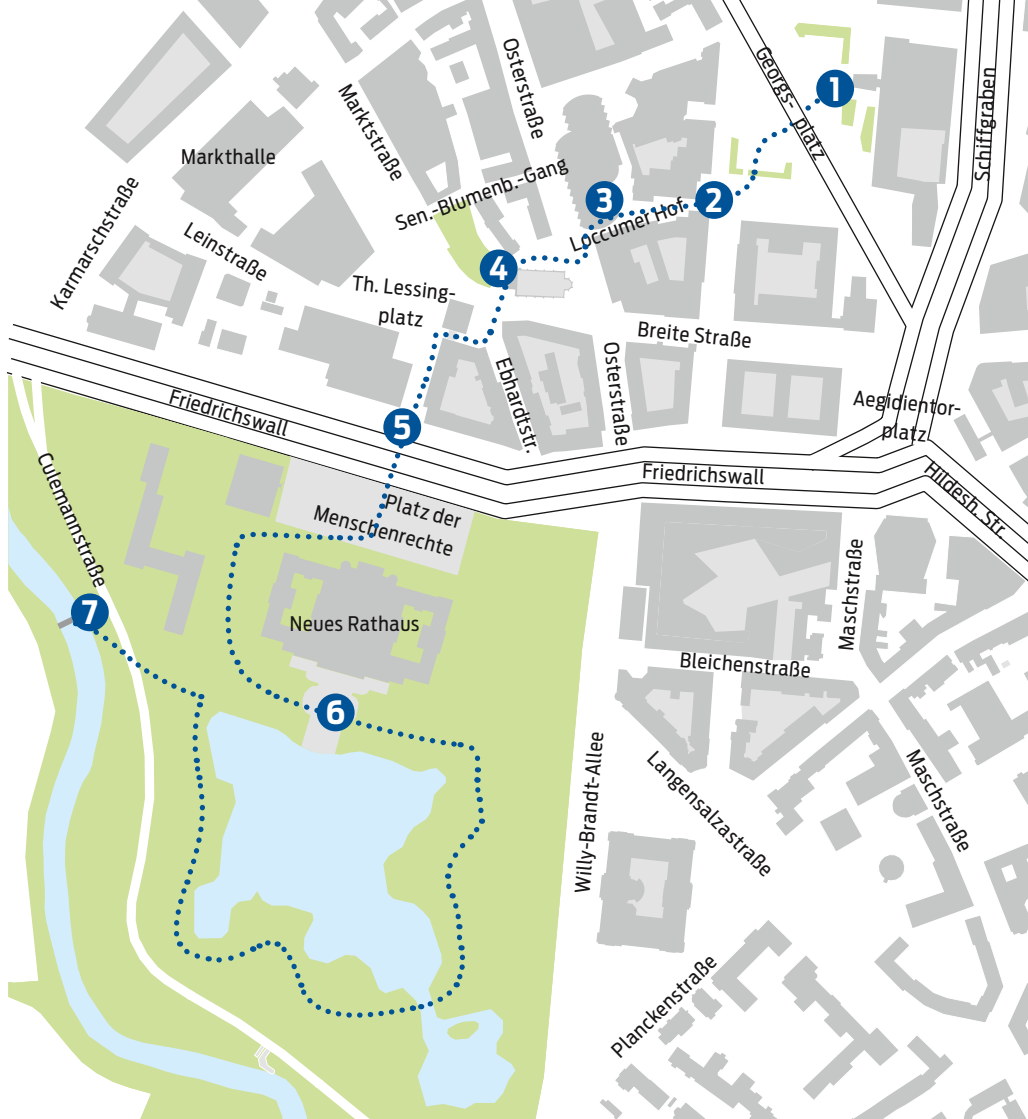 Osterstraße
Georgs-
platz
1
Schiffgraben
Marktstraße
Markthalle
Sen.-Blumenb.-Gang
3
2
Loccumer Hof
Karmarschstraße
Leinstraße
4
Th. Lessing-
platz
Breite Straße
Ebhardtstr.
Osterstraße
Aegidientor-
platz
Friedrichswall
5
Friedrichswall
Hildesh. Str.
Culemannstraße
Platz der
Menschenrechte
Maschstraße
7
Neues Rathaus
Bleichenstraße
6
Willy-Brandt-Allee
Langensalzastraße
Maschstraße
Planckenstraße